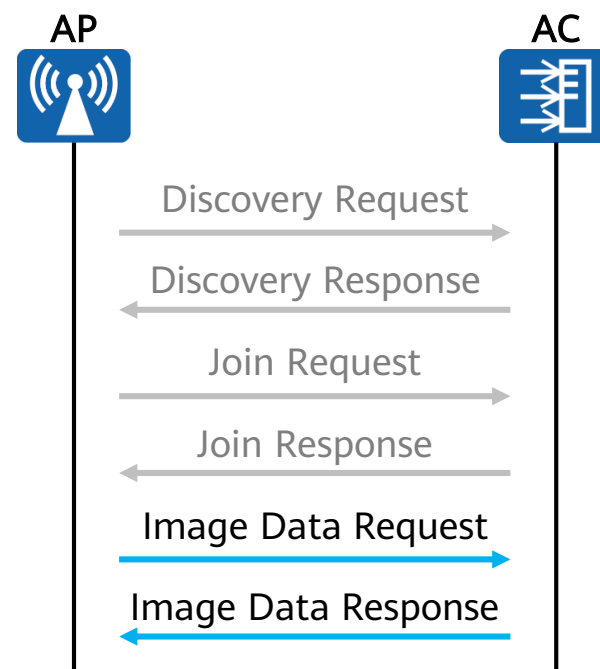 AP
AC
Discovery Request
Discovery Response
Join Request
Join Response
Image Data Request
Image Data Response